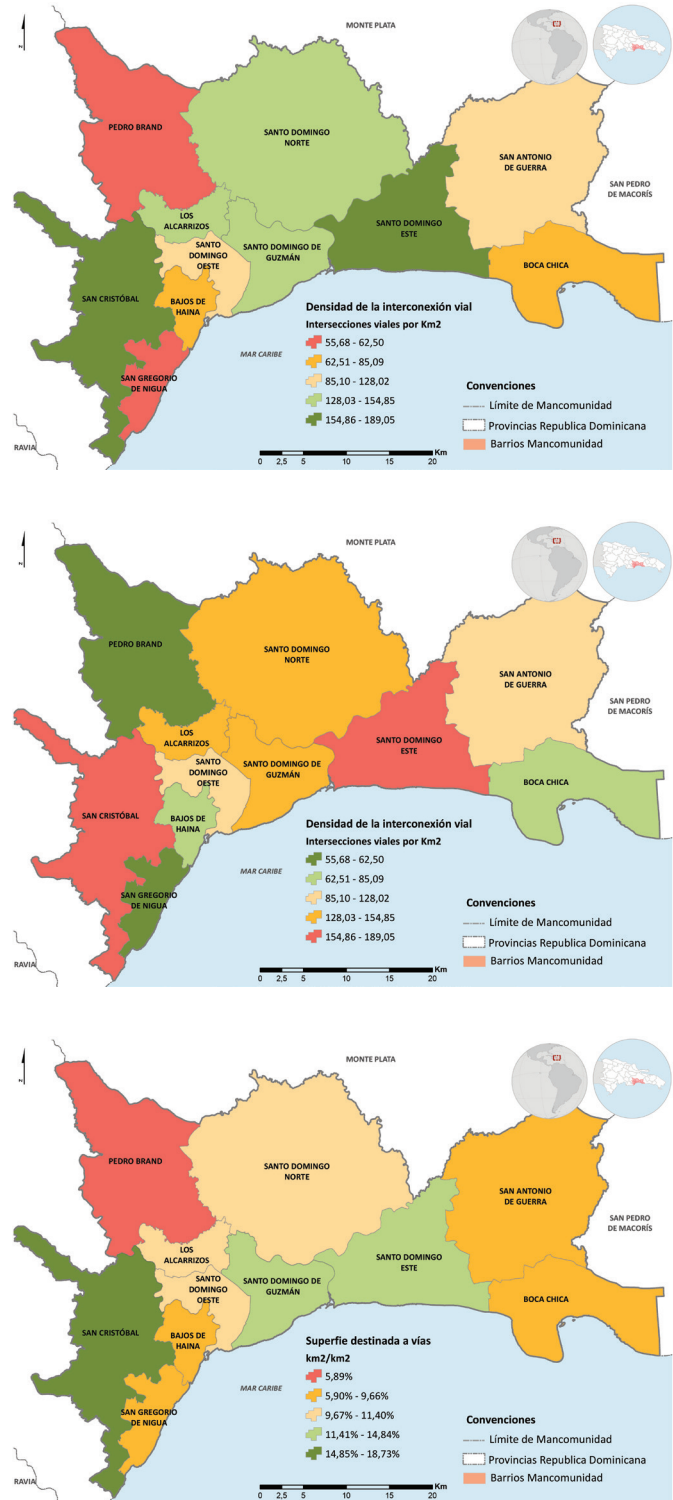 MONTE PLATA
N
PEDRO BRAND
SANTO DOMINGO
NORTE
SAN ANTONIO
DE GUERRA
SAN PEDRO
DE MACORÍS
LOS
ALCARRIZOS
SANTO
DOMINGO
OESTE
SANTO DOMINGO DE
GUZMÁN
SANTO DOMINGO
ESTE
BOCA CHICA
SAN CRISTÓBAL
BAJOS DE
HAINA
SAN GREGORIO
DE NIGUA
MAR CARIBE
RAVIA
Densidad de la interconexión vial
Intersecciones viales por Km2
55,68 - 62,50
62,51 - 85,09
85,10 - 128,02
128,03 - 154,85
154,86 - 189,05
Convenciones
Límite de Mancomunidad
Provincias Republica Dominicana
Barrios Mancomunidad
Km
0 2,5 5 10 15 20
MONTE PLATA
N
PEDRO BRAND
SANTO DOMINGO
NORTE
SAN ANTONIO
DE GUERRA
SAN PEDRO
DE MACORÍS
LOS
ALCARRIZOS
SANTO
DOMINGO
OESTE
SANTO DOMINGO DE
GUZMÁN
SANTO DOMINGO
ESTE
BOCA CHICA
SAN CRISTÓBAL
BAJOS DE
HAINA
SAN GREGORIO
DE NIGUA
MAR CARIBE
RAVIA
Densidad de la interconexión vial
Intersecciones viales por Km2
55,68 - 62,50
62,51 - 85,09
85,10 - 128,02
128,03 - 154,85
154,86 - 189,05
Convenciones
Límite de Mancomunidad
Provincias Republica Dominicana
Barrios Mancomunidad
Km
0 2,5 5 10 15 20
MONTE PLATA
N
PEDRO BRAND
SANTO DOMINGO
NORTE
SAN ANTONIO
DE GUERRA
SAN PEDRO
DE MACORÍS
LOS
ALCARRIZOS
SANTO
DOMINGO
OESTE
SANTO DOMINGO DE
GUZMÁN
SANTO DOMINGO
ESTE
BOCA CHICA
SAN CRISTÓBAL
BAJOS DE
HAINA
SAN GREGORIO
DE NIGUA
MAR CARIBE
RAVIA
Superfie destinada a vías
km2/km2
5,89%
5,90% - 9,66%
9,67% - 11,40%
11,41% - 14,84%
14,85% - 18,73%
Convenciones
Límite de Mancomunidad
Provincias Republica Dominicana
Barrios Mancomunidad
Km
0 2,5 5 10 15 20